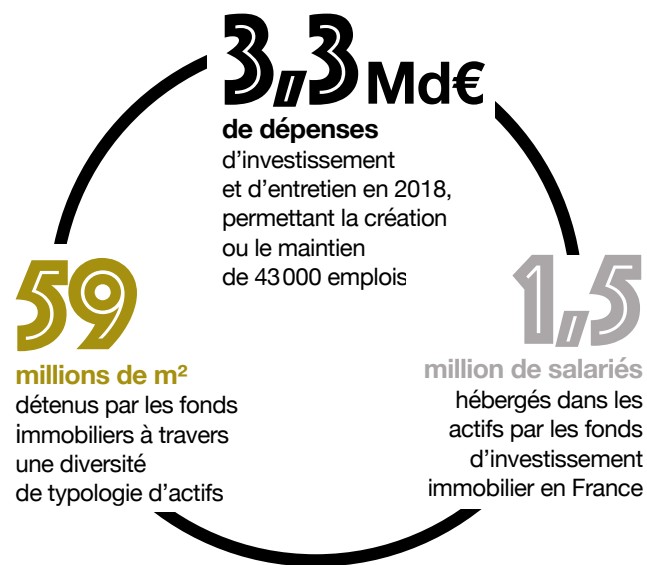 3,3 Md€
de dépenses
d’investissement
et d’entretien en 2018,
permettant la création
ou le maintien
de 43 000 emplois
59
millions de m²
détenus par les fonds
immobiliers à travers
une diversité
de typologie d’actifs
1,5
million de salariés
hébergés dans les
actifs par les fonds
d’investissement
immobilier en France